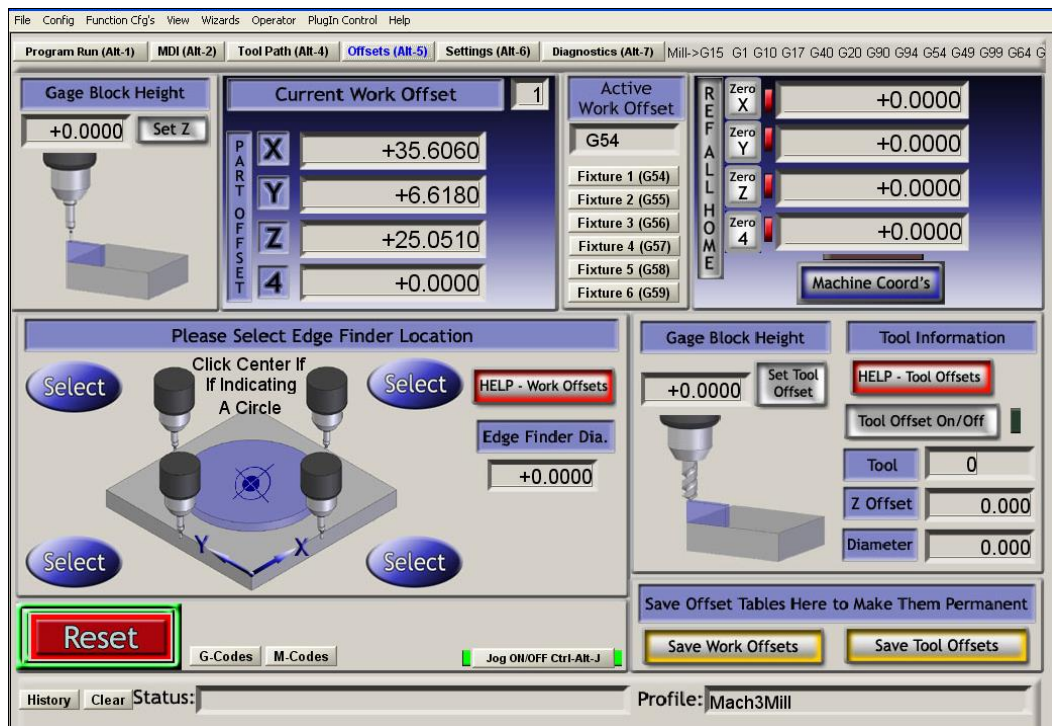 File Config Function Cfg's View Wizards Operator PlugIn Control Help
Program Run (Alt-1) MDI (Alt-2) Tool Path (Alt-4) Offsets (Alt-5) Settings (Alt-6) Diagnostics (Alt-7) Mill->G15 G1 G10 G17 G40 G20 G90 G94 G54 G49 G99 G64 G
Gage Block Height
+0.0000 Set Z
Current Work Offset 1
PART OFFSET
X +35.6060
Y +6.6180
Z +25.0510
4 +0.0000
Active
Work Offset
G54
Fixture 1 (G54)
Fixture 2 (G55)
Fixture 3 (G56)
Fixture 4 (G57)
Fixture 5 (G58)
Fixture 6 (G59)
REF ALL HOME
Zero
X +0.0000
Zero
Y +0.0000
Zero
Z +0.0000
Zero
4 +0.0000
Machine Coord's
Please Select Edge Finder Location
Click Center If
If Indicating
A Circle
Select
Select
HELP - Work Offsets
Edge Finder Dia.
+0.0000
Y X
Select
Select
Gage Block Height
+0.0000 Set Tool
Offset
Tool Information
HELP - Tool Offsets
Tool Offset On/Off
Tool 0
Z Offset 0.000
Diameter 0.000
Reset
G-Codes M-Codes
Jog ON/OFF Ctrl-Alt-J
Save Offset Tables Here to Make Them Permanent
Save Work Offsets Save Tool Offsets
History Clear Status:
Profile: Mach3Mill